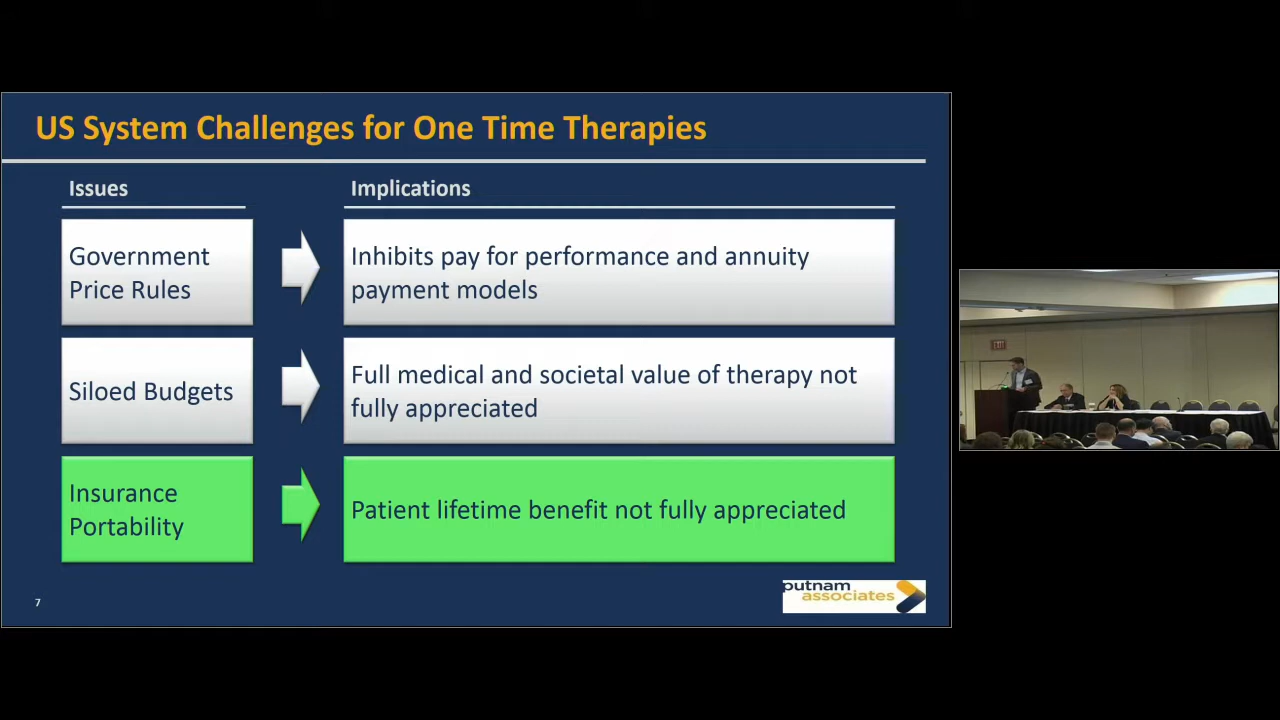 US System Challenges for One Time Therapies
Issues
Implications
Government
Price Rules
Inhibits pay for performance and annuity
payment models
Siloed Budgets
Full medical and societal value of therapy not
fully appreciated
Insurance
Portability
Patient lifetime benefit not fully appreciated
7
putnam
associates
EXIT